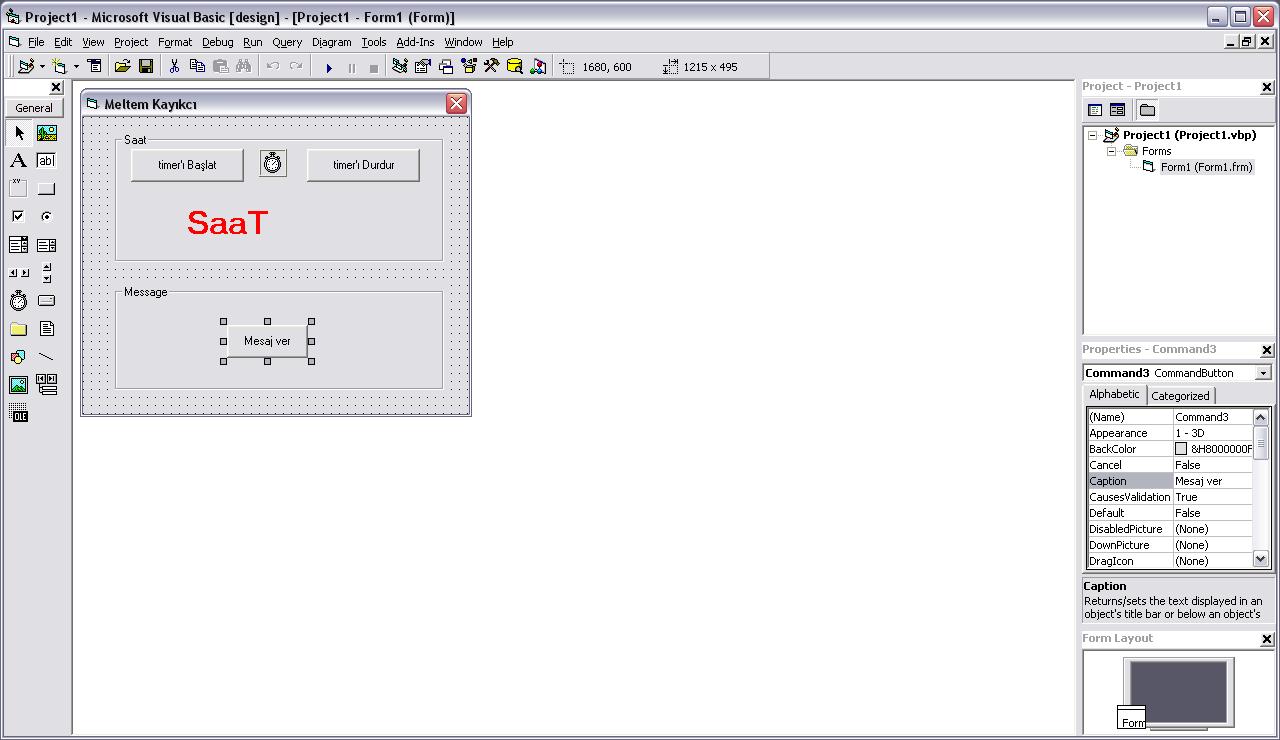 Project1 - Microsoft Visual Basic [design] - [Project1 - Form1 (Form)]
File Edit View Project Format Debug Run Query Diagram Tools Add-Ins Window Help
1680, 600 1215 x 495
General
A ab|
xy
OLE
Meltem Kayıkcı
Saat
timer'ı Başlat timer'ı Durdur
SaaT
Message
Mesaj ver
Project - Project1
Project1 (Project1.vbp)
Forms
Form1 (Form1.frm)
Properties - Command3
Command3 CommandButton
Alphabetic Categorized
(Name) Command3
Appearance 1 - 3D
BackColor &H8000000F
Cancel False
Caption Mesaj ver
CausesValidation True
Default False
DisabledPicture (None)
DownPicture (None)
DragIcon (None)
Caption
Returns/sets the text displayed in an
object's title bar or below an object's
Form Layout
Form